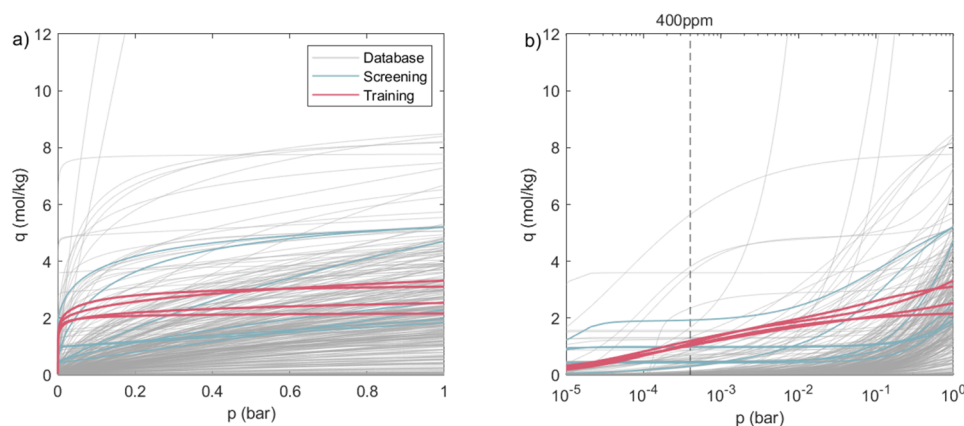 a)
12
10
8
6
4
2
0
q (mol/kg)
0
0.2
0.4
0.6
0.8
1
p (bar)
Database
Screening
Training
400ppm
b)
12
10
8
6
4
2
0
q (mol/kg)
10^-5
10^-4
10^-3
10^-2
10^-1
10^0
p (bar)